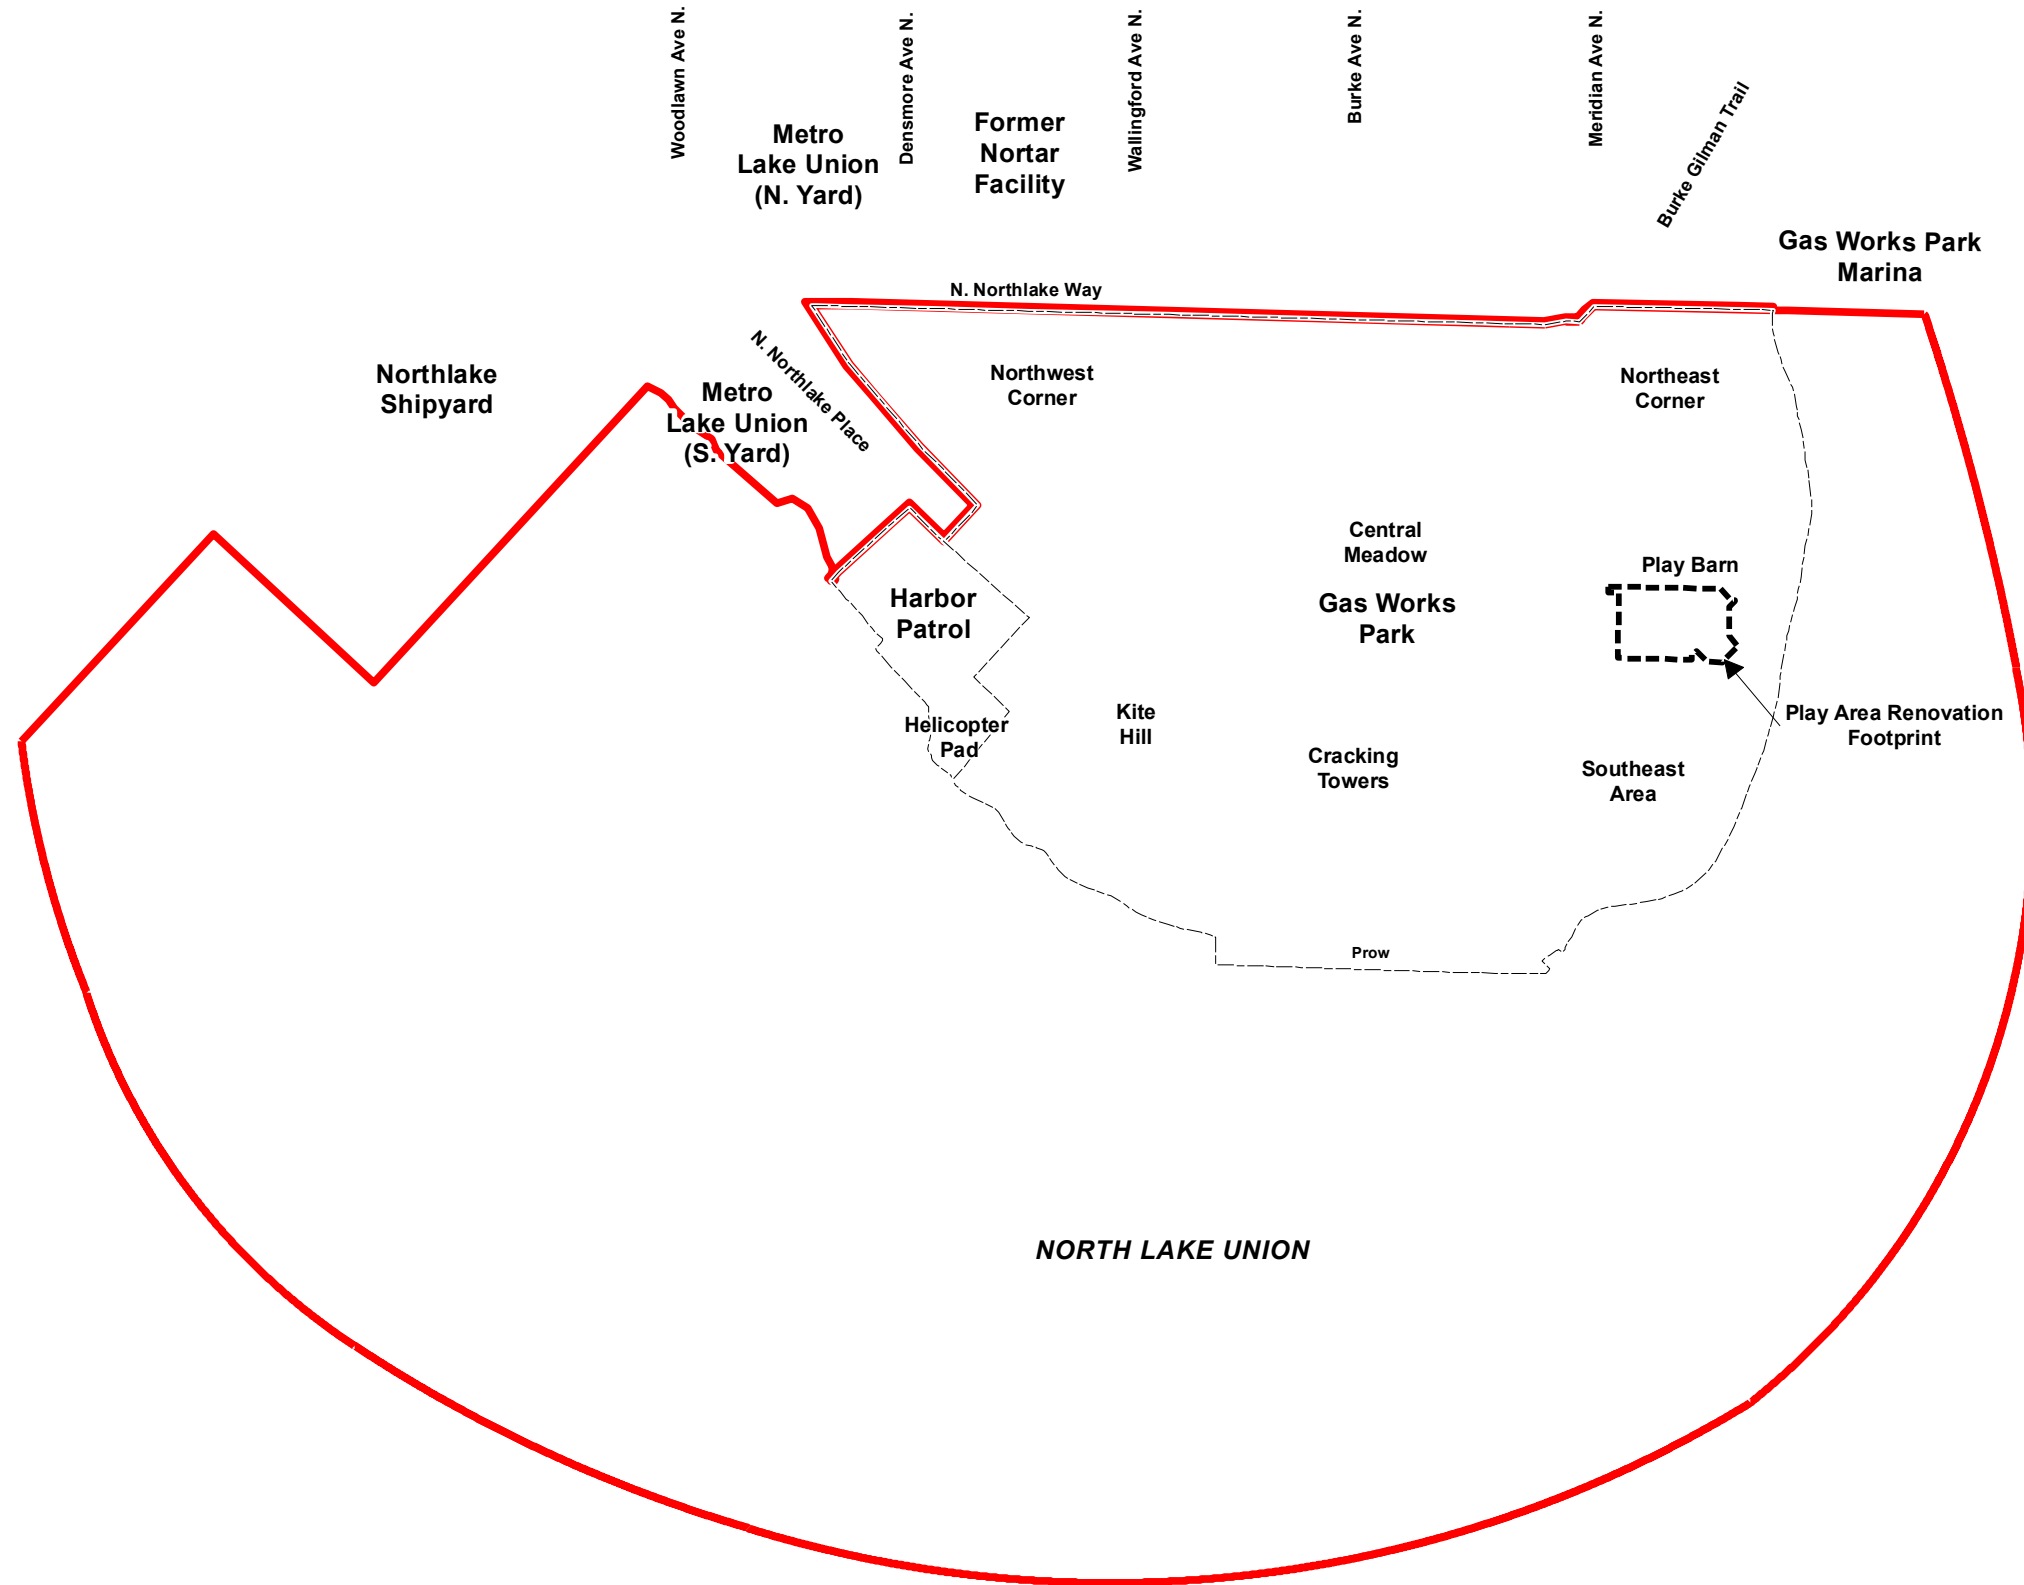 Woodlawn Ave N.
Densmore Ave N.
Wallingford Ave N.
Burke Ave N.
Meridian Ave N.
Burke Gilman Trail
Metro
Lake Union
(N. Yard)
Former
Nortar
Facility
Gas Works Park
Marina
N. Northlake Way
N. Northlake Place
Northlake
Shipyard
Metro
Lake Union
(S. Yard)
Northwest
Corner
Northeast
Corner
Central
Meadow
Play Barn
Harbor
Patrol
Gas Works
Park
Helicopter
Pad
Kite
Hill
Play Area Renovation
Footprint
Cracking
Towers
Southeast
Area
Prow
NORTH LAKE UNION